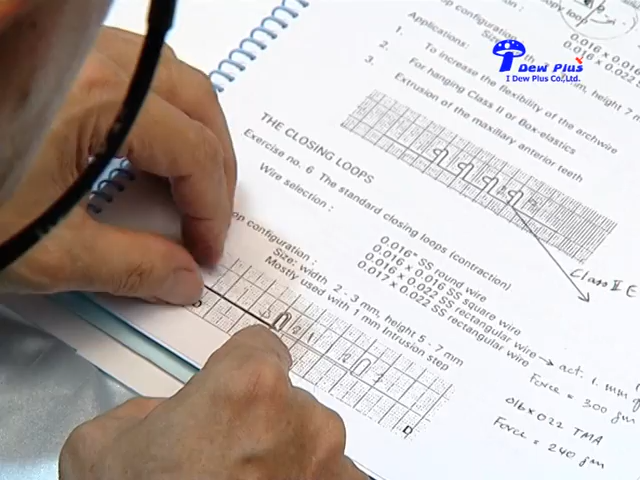 configuration :
0.016 × 0.016
0.016 × 0.022
Applications:
1. To increase the flexibility of the archwire
2. For hanging Class II or Box-elastics
3. Extrusion of the maxillary anterior teeth
I Dew Plus
I Dew Plus Co.,Ltd.
THE CLOSING LOOPS
Exercise no. 6 The standard closing loops (contraction)
Wire selection :
0.016" SS round wire
0.016 x 0.016 SS square wire
0.016 x 0.022 SS rectangular wire
0.017 x 0.022 SS rectangular wire
configuration :
Size: width 2 - 3 mm, height 5 - 7 mm
Mostly used with 1 mm Intrusion step
Class II E
act. 1 mm
Force = 300 gm
016 x 022 TMA
Force = 240 gm
D